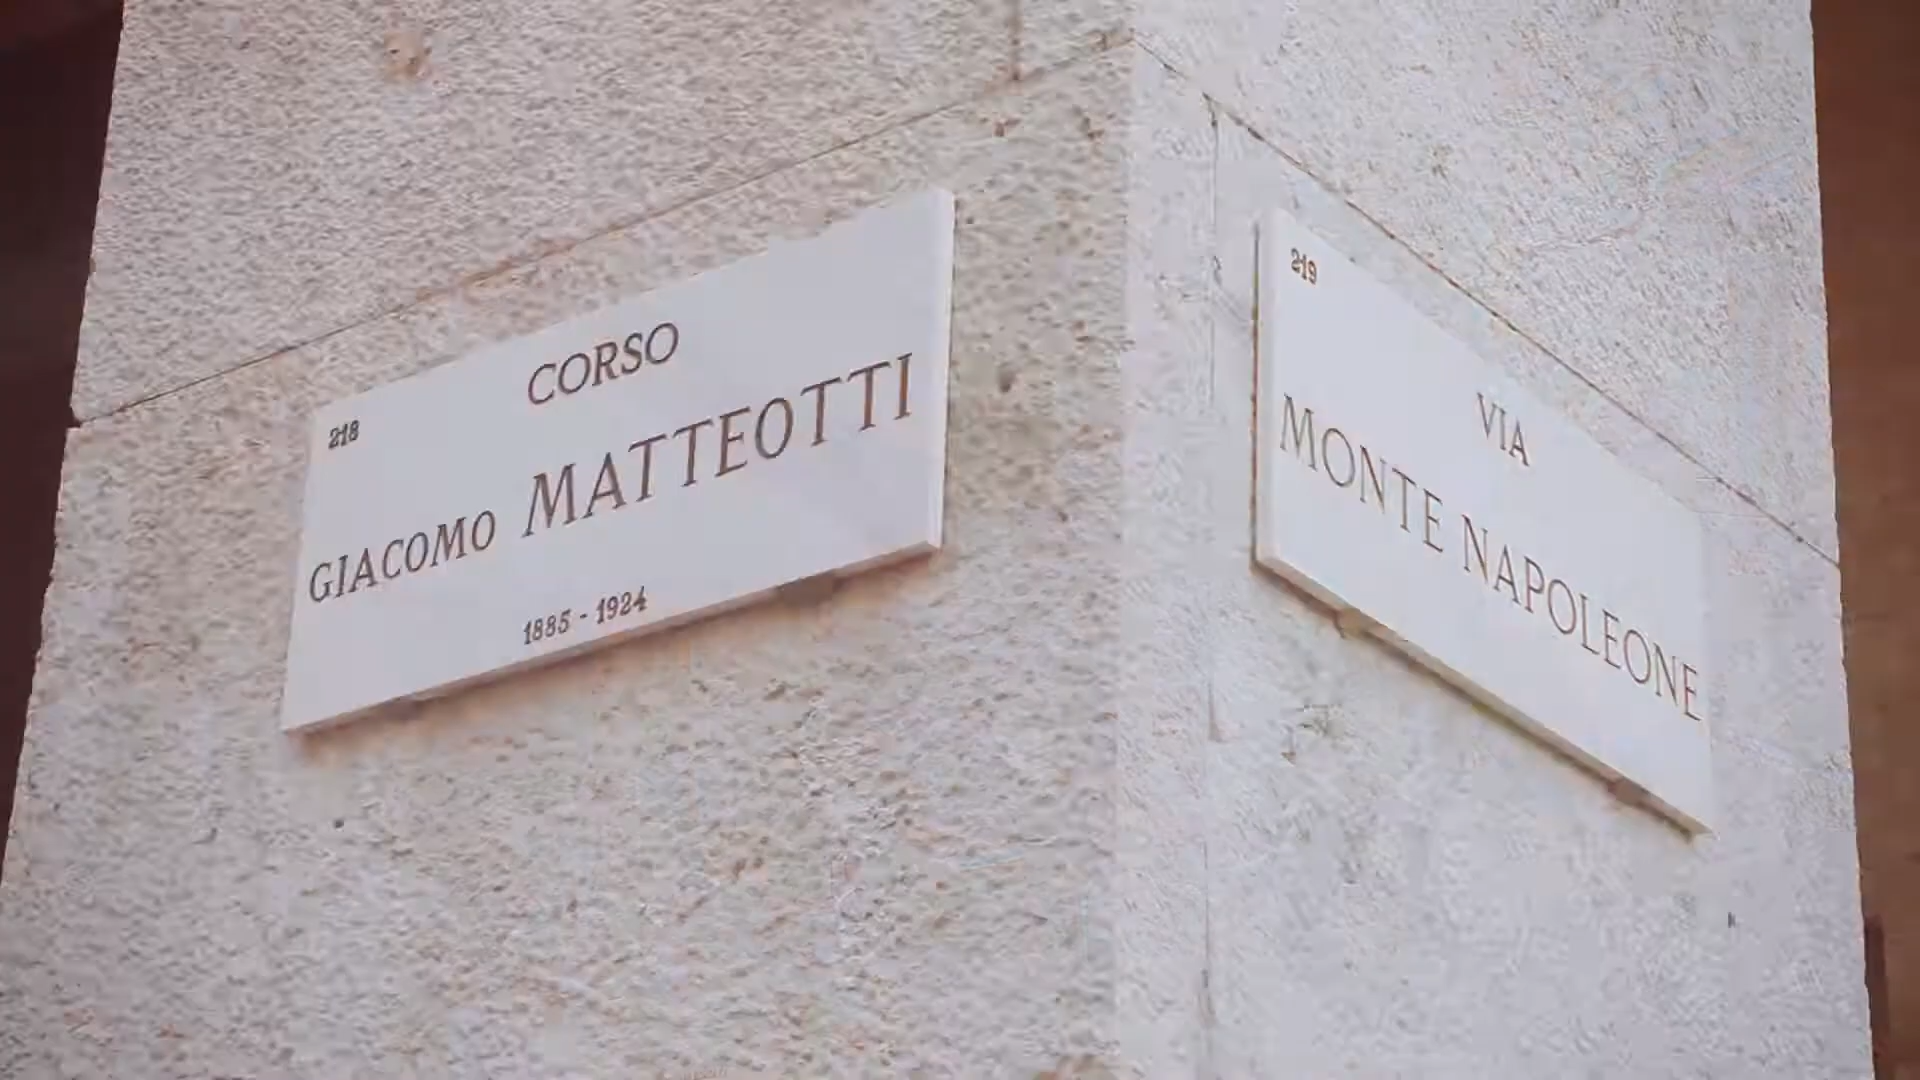 218
CORSO
GIACOMO MATTEOTTI
1885 - 1924
219
VIA
MONTE NAPOLEONE